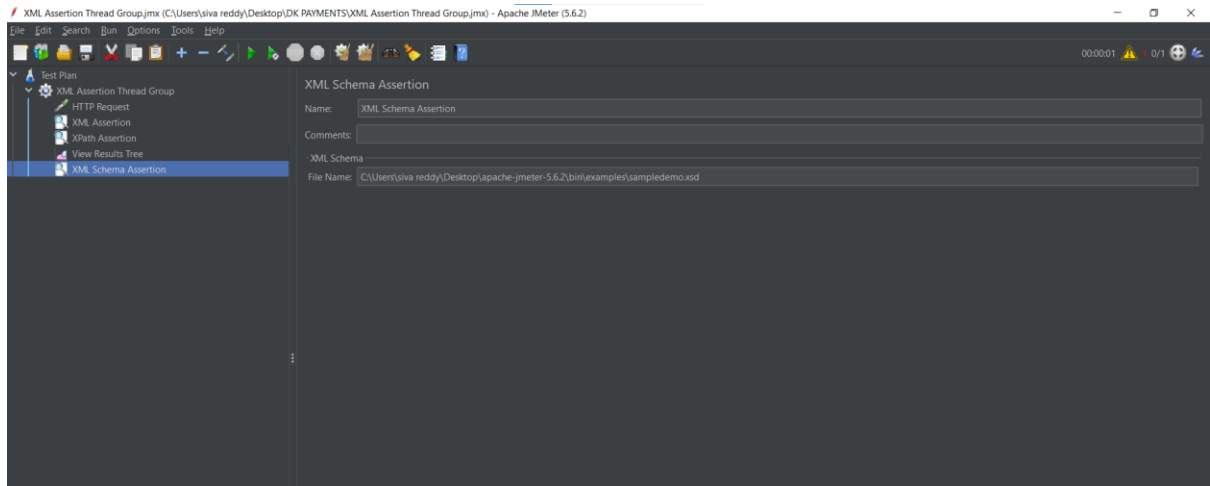 XML Assertion Thread Group.jmx (C:\Users\siva reddy\Desktop\DK PAYMENTS\XML Assertion Thread Group.jmx) - Apache JMeter (5.6.2)
File Edit Search Run Options Tools Help
00:00:01 1 0/1
Test Plan
XML Assertion Thread Group
HTTP Request
XML Assertion
XPath Assertion
View Results Tree
XML Schema Assertion
XML Schema Assertion
Name: XML Schema Assertion
Comments:
XML Schema
File Name: C:\Users\siva reddy\Desktop\apache-jmeter-5.6.2\bin\examples\sampledemo.xsd